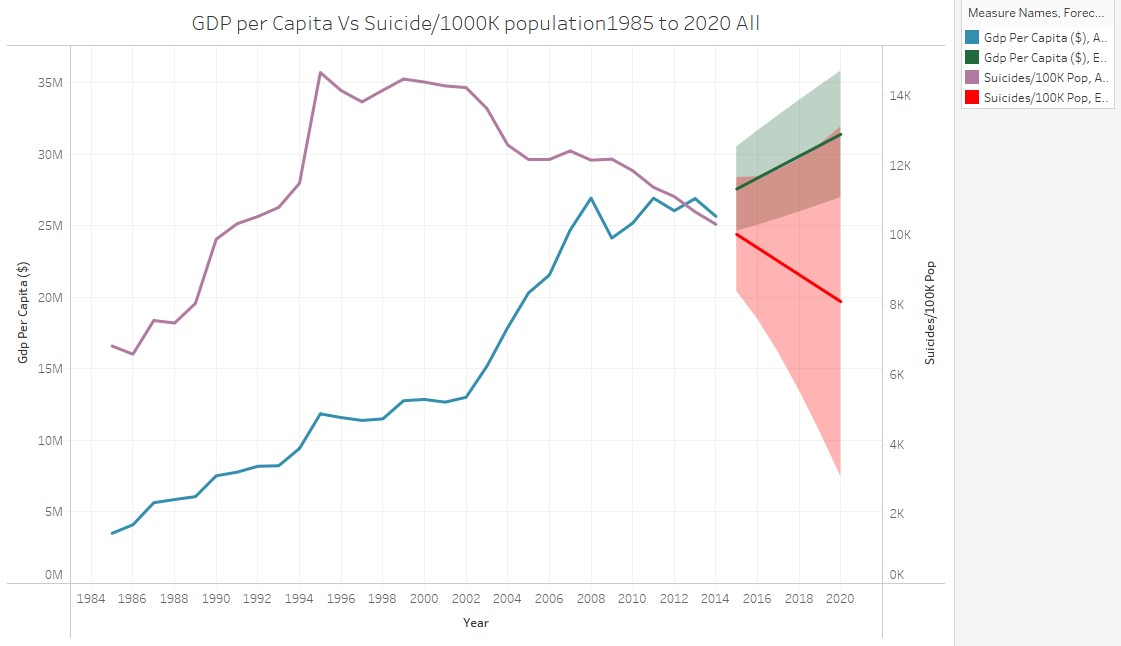 GDP per Capita Vs Suicide/1000K population1985 to 2020 All
Measure Names, Forec...
Gdp Per Capita ($), A..
Gdp Per Capita ($), E..
Suicides/100K Pop, A..
Suicides/100K Pop, E..
Gdp Per Capita ($)
35M
30M
25M
20M
15M
10M
5M
0M
14K
12K
10K
8K
6K
4K
2K
0K
Suicides/100K Pop
1984 1986 1988 1990 1992 1994 1996 1998 2000 2002 2004 2006 2008 2010 2012 2014 2016 2018 2020
Year